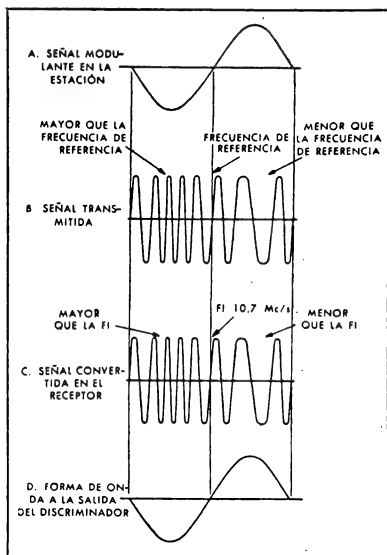 A. SEÑAL MODU-
LANTE EN LA
ESTACIÓN
MAYOR QUE LA
FRECUENCIA DE
REFERENCIA
FRECUENCIA DE
REFERENCIA
MENOR QUE
LA FRECUENCIA
DE REFERENCIA
B SEÑAL TRANS-
MITIDA
MAYOR
QUE LA FI
FI 10,7 Mc/s
MENOR
QUE LA FI
C. SEÑAL CONVER-
TIDA EN EL
RECEPTOR
D. FORMA DE ON-
DA A LA SALIDA
DEL DISCRIMINADOR